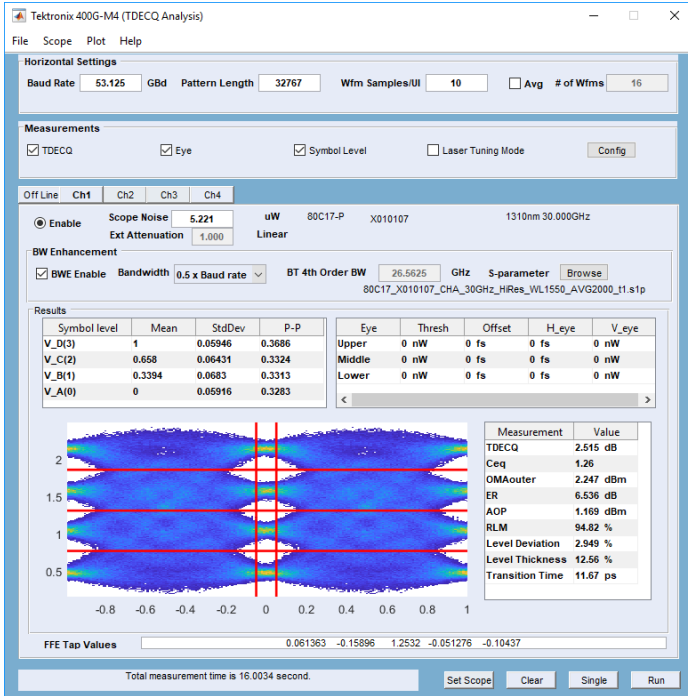 Tektronix 400G-M4 (TDECQ Analysis)
File Scope Plot Help
Horizontal Settings
Baud Rate 53.125 GBd Pattern Length 32767 Wfm Samples/UI 10 Avg # of Wfms 16
Measurements
TDECQ Eye Symbol Level Laser Tuning Mode Config
Off Line Ch1 Ch2 Ch3 Ch4
Enable Scope Noise 5.221 uW 80C17-P X010107 1310nm 30.000GHz
Ext Attenuation 1.000 Linear
BW Enhancement
BWE Enable Bandwidth 0.5 x Baud rate BT 4th Order BW 26.5625 GHz S-parameter Browse
80C17_X010107_CHA_30GHz_HiRes_WL1550_AVG2000_t1.s1p
Results
Symbol level Mean StdDev P-P
V_D(3) 1 0.05946 0.3686
V_C(2) 0.658 0.06431 0.3324
V_B(1) 0.3394 0.0683 0.3313
V_A(0) 0 0.05916 0.3283
Eye Thresh Offset H_eye V_eye
Upper 0 nW 0 fs 0 fs 0 nW
Middle 0 nW 0 fs 0 fs 0 nW
Lower 0 nW 0 fs 0 fs 0 nW
2
1.5
1
0.5
-0.8 -0.6 -0.4 -0.2 0 0.2 0.4 0.6 0.8 1
Measurement Value
TDECQ 2.515 dB
Ceq 1.26
OMAouter 2.247 dBm
ER 6.536 dB
AOP 1.169 dBm
RLM 94.82 %
Level Deviation 2.949 %
Level Thickness 12.56 %
Transition Time 11.67 ps
FFE Tap Values 0.061363 -0.15896 1.2532 -0.051276 -0.10437
Total measurement time is 16.0034 second.
Set Scope Clear Single Run